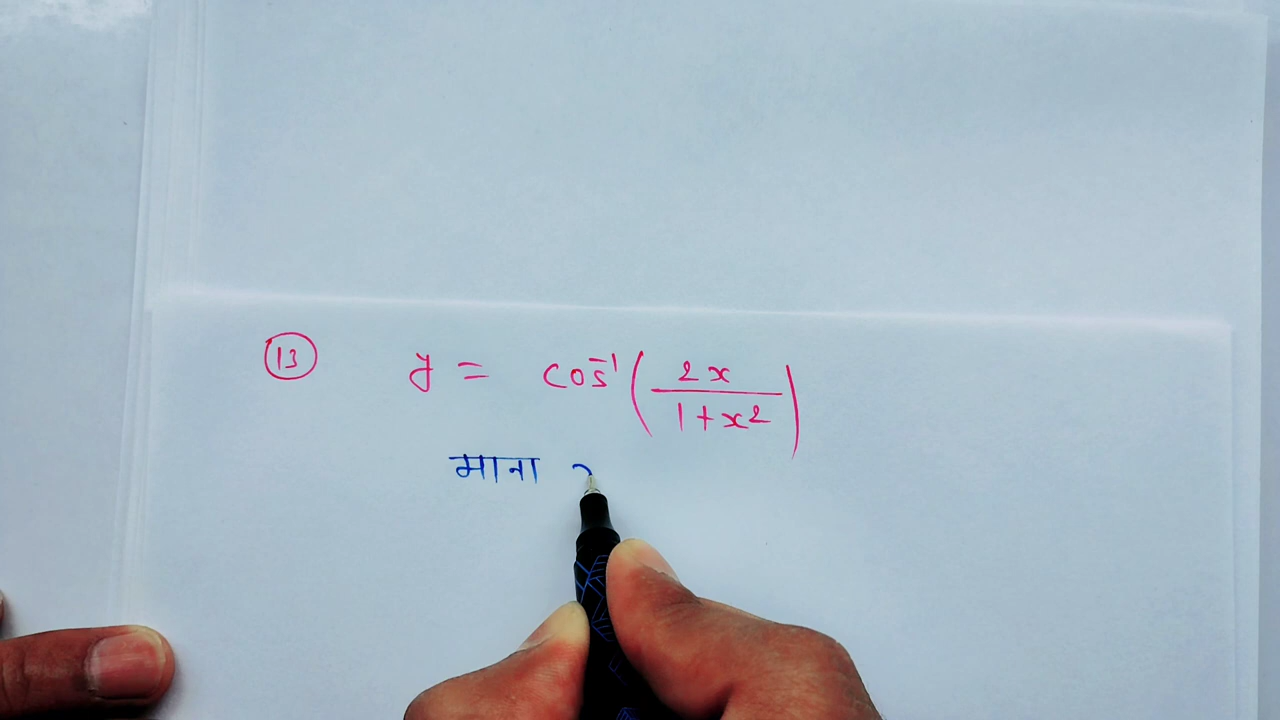 (13) y = cos⁻¹(2x/1+x²)
माना